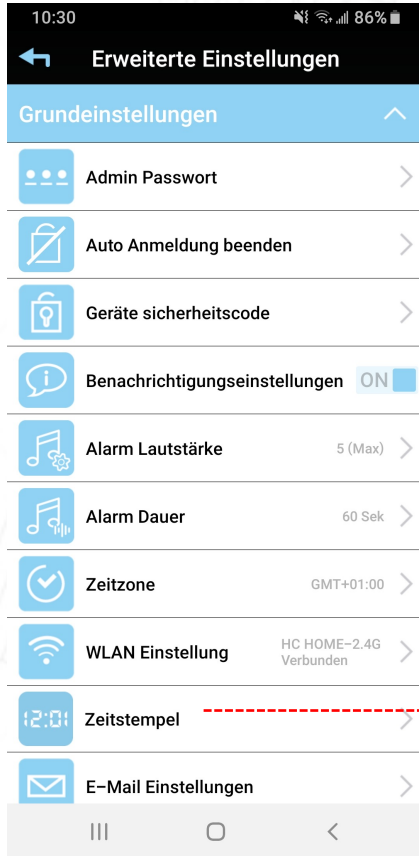 10:30 86%
Erweiterte Einstellungen
Grundeinstellungen
Admin Passwort
Auto Anmeldung beenden
Geräte sicherheitscode
Benachrichtigungseinstellungen ON
Alarm Lautstärke 5 (Max)
Alarm Dauer 60 Sek
Zeitzone GMT+01:00
WLAN Einstellung HC HOME-2.4G
Verbunden
12:01 Zeitstempel
E-Mail Einstellungen